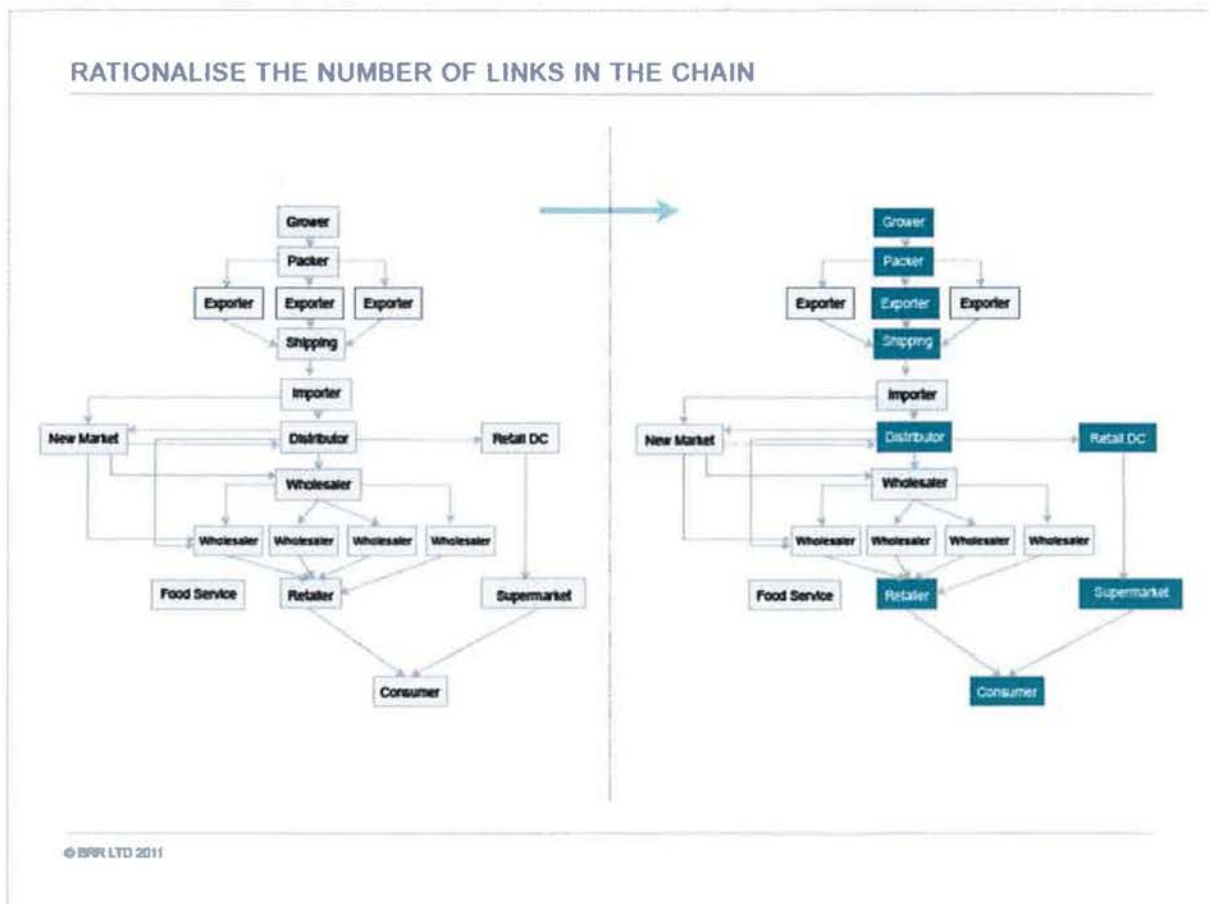 RATIONALISE THE NUMBER OF LINKS IN THE CHAIN
Grower
Packer
Exporter Exporter Exporter
Shipping
Importer
New Market Distributor Retail DC
Wholesaler
Wholesaler Wholesaler Wholesaler Wholesaler
Food Service Retailer Supermarket
Consumer
Grower
Packer
Exporter Exporter Exporter
Shipping
Importer
New Market Distributor Retail DC
Wholesaler
Wholesaler Wholesaler Wholesaler Wholesaler
Food Service Retailer Supermarket
Consumer
© BRR LTD 2011